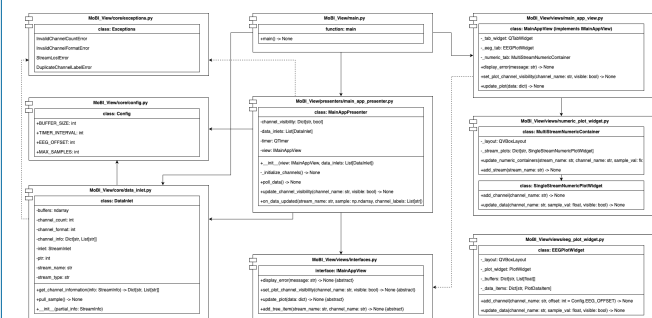 MoBI_View/core/exceptions.py
class: Exceptions
InvalidChannelCountError
InvalidChannelFormatError
StreamLostError
DuplicateChannelLabelError
MoBI_View/main.py
function: main
+main() -> None
MoBI_View/views/main_app_view.py
class: MainAppView (implements IMainAppView)
-_tab_widget: QTabWidget
-_eeg_tab: EEGPlotWidget
-_numeric_tab: MultiStreamNumericContainer
+display_error(message: str) -> None
+set_plot_channel_visibility(channel_name: str, visible: bool) -> None
+update_plot(data: dict) -> None
MoBI_View/core/config.py
class: Config
+BUFFER_SIZE: int
+TIMER_INTERVAL: int
+EEG_OFFSET: int
+MAX_SAMPLES: int
MoBI_View/presenters/main_app_presenter.py
class: MainAppPresenter
-channel_visibility: Dict[str, bool]
-data_inlets: List[DataInlet]
-timer: QTimer
-view: IMainAppView
+__init__(view: IMainAppView, data_inlets: List[DataInlet])
-_initialize_channels() -> None
+poll_data() -> None
+update_channel_visibility(channel_name: str, visible: bool) -> None
+on_data_updated(stream_name: str, sample: np.ndarray, channel_labels: List[str])
MoBI_View/views/numeric_plot_widget.py
class: MultiStreamNumericContainer
-_layout: QVBoxLayout
-_stream_plots: Dict[str, SingleStreamNumericPlotWidget]
+update_numeric_containers(stream_name: str, channel_name: str, sample_val: fl
+add_stream(stream_name: str) -> None
class: SingleStreamNumericPlotWidget
+add_channel(channel_name: str) -> None
+update_data(channel_name: str, sample_val: float, visible: bool) -> None
MoBI_View/core/data_inlet.py
class: DataInlet
-buffers: ndarray
-channel_count: int
-channel_format: int
-channel_info: Dict[str, List[str]]
-inlet: StreamInlet
-ptr: int
-stream_name: str
-stream_type: str
+get_channel_information(info: StreamInfo) -> Dict[str, List[str]]
+pull_sample() -> None
+__init__(partial_info: StreamInfo)
MoBI_View/views/interfaces.py
interface: IMainAppView
+display_error(message: str) -> None (abstract)
+set_plot_channel_visibility(channel_name: str, visible: bool) -> None (abstract)
+update_plot(data: dict) -> None (abstract)
+add_tree_item(stream_name: str, channel_name: str) -> None (abstract)
MoBI_View/views/eeg_plot_widget.py
class: EEGPlotWidget
-_layout: QVBoxLayout
-_plot_widget: PlotWidget
-_buffers: Dict[str, List[float]]
-_data_items: Dict[str, PlotDataItem]
+add_channel(channel_name: str, offset: int = Config.EEG_OFFSET) -> None
+update_data(channel_name: str, sample_val: float, visible: bool) -> None